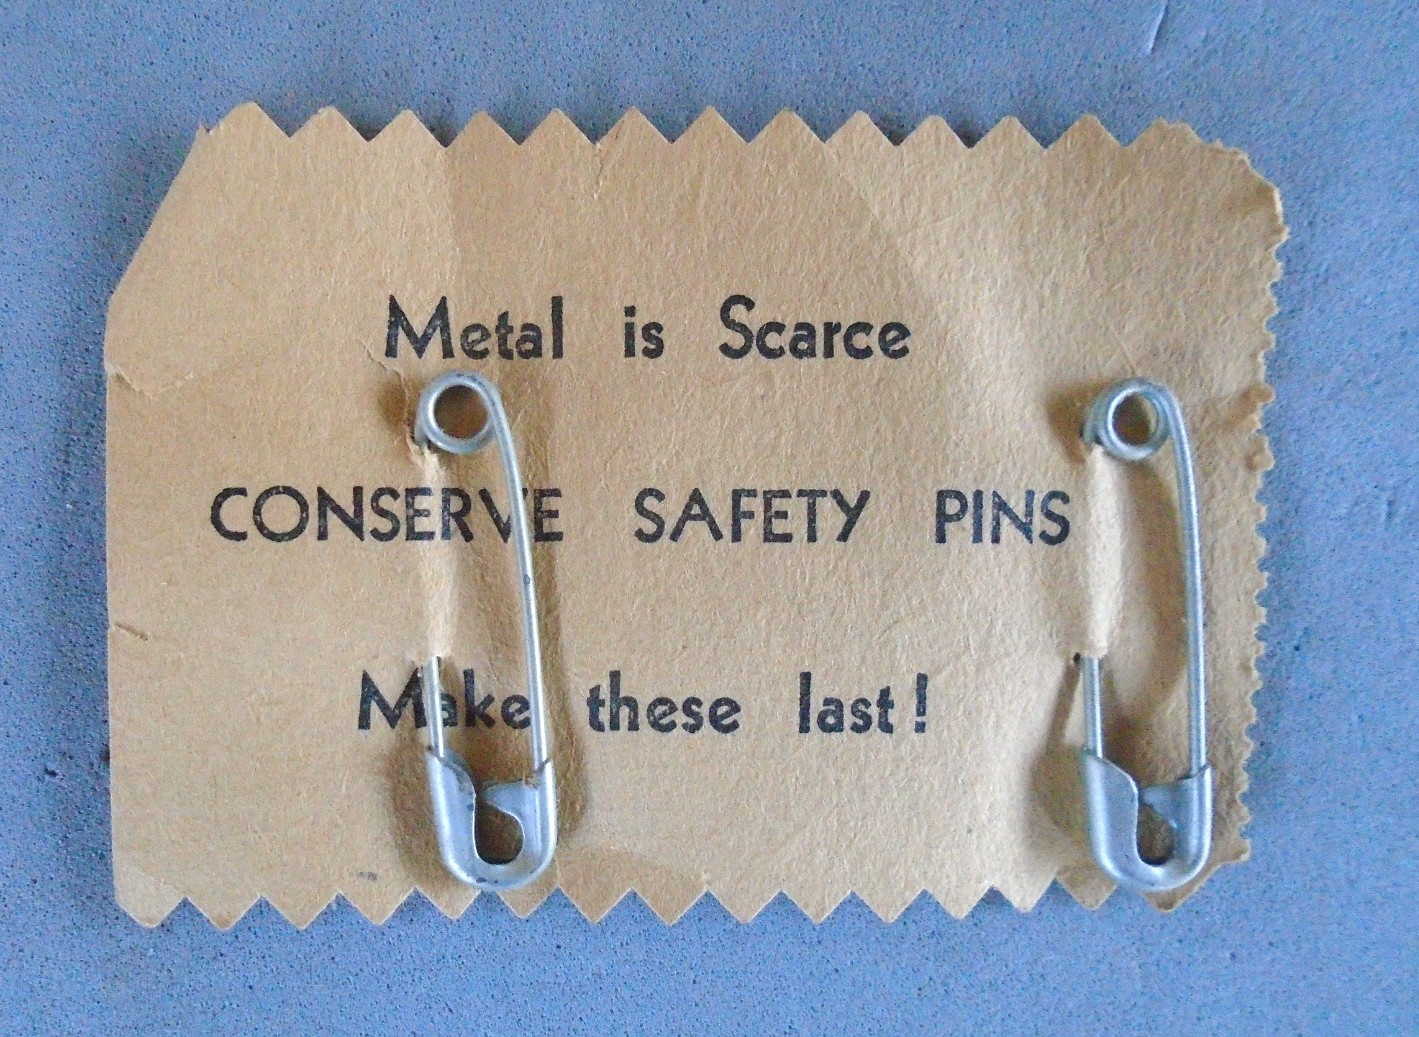 Metal is Scarce
CONSERVE SAFETY PINS
Make these last!